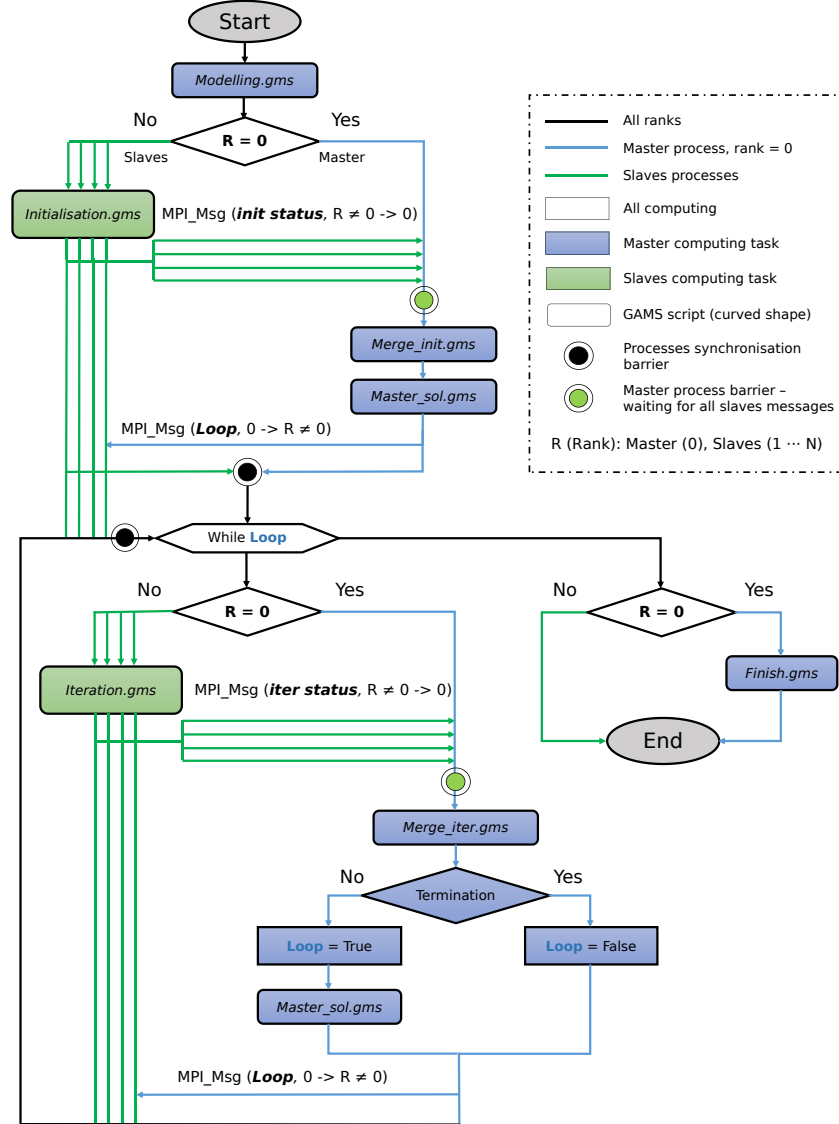 Start
Modelling.gms
No
Yes
R = 0
Slaves
Master
Initialisation.gms
MPI_Msg (init status, R ≠ 0 -> 0)
Merge_init.gms
Master_sol.gms
MPI_Msg (Loop, 0 -> R ≠ 0)
While Loop
No
Yes
R = 0
Iteration.gms
MPI_Msg (iter status, R ≠ 0 -> 0)
Merge_iter.gms
No
Yes
Termination
Loop = True
Loop = False
Master_sol.gms
MPI_Msg (Loop, 0 -> R ≠ 0)
No
Yes
R = 0
Finish.gms
End
All ranks
Master process, rank = 0
Slaves processes
All computing
Master computing task
Slaves computing task
GAMS script (curved shape)
Processes synchronisation
barrier
Master process barrier –
waiting for all slaves messages
R (Rank): Master (0), Slaves (1 ··· N)